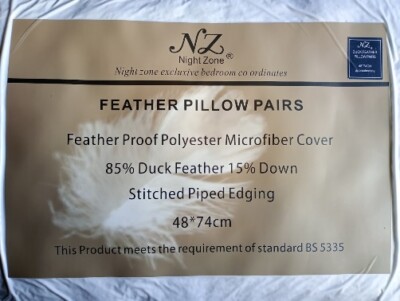 NZ
Night Zone®
Night zone exclusive bedroom co ordinates
NZ
FEATHER PILLOW PAIRS
Feather Proof Polyester Microfiber Cover
85% Duck Feather 15% Down
Stitched Piped Edging
48*74cm
This Product meets the requirement of standard BS 5335